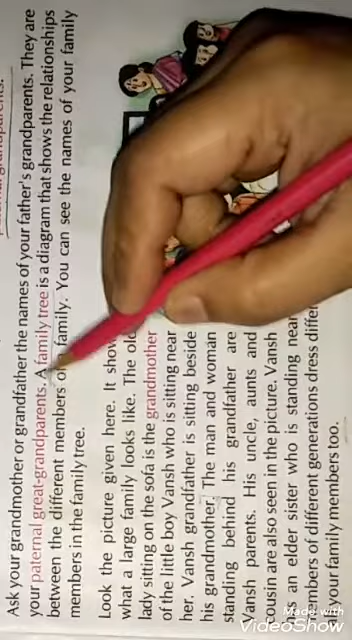 Ask your grandmother or grandfather the names of your father's grandparents. They are
your paternal great-grandparents. A family tree is a diagram that shows the relationships
between the different members of a family. You can see the names of your family
members in the family tree.
Look the picture given here. It show
what a large family looks like. The old
lady sitting on the sofa is the grandmother
of the little boy Vansh who is sitting near
her. Vansh grandfather is sitting beside
his grandmother. The man and woman
standing behind his grandfather are
Vansh parents. His uncle, aunts and
cousin are also seen in the picture. Vansh
an elder sister who is standing near
members of different generations dress differ
your family members too.
Made with
VideoShow